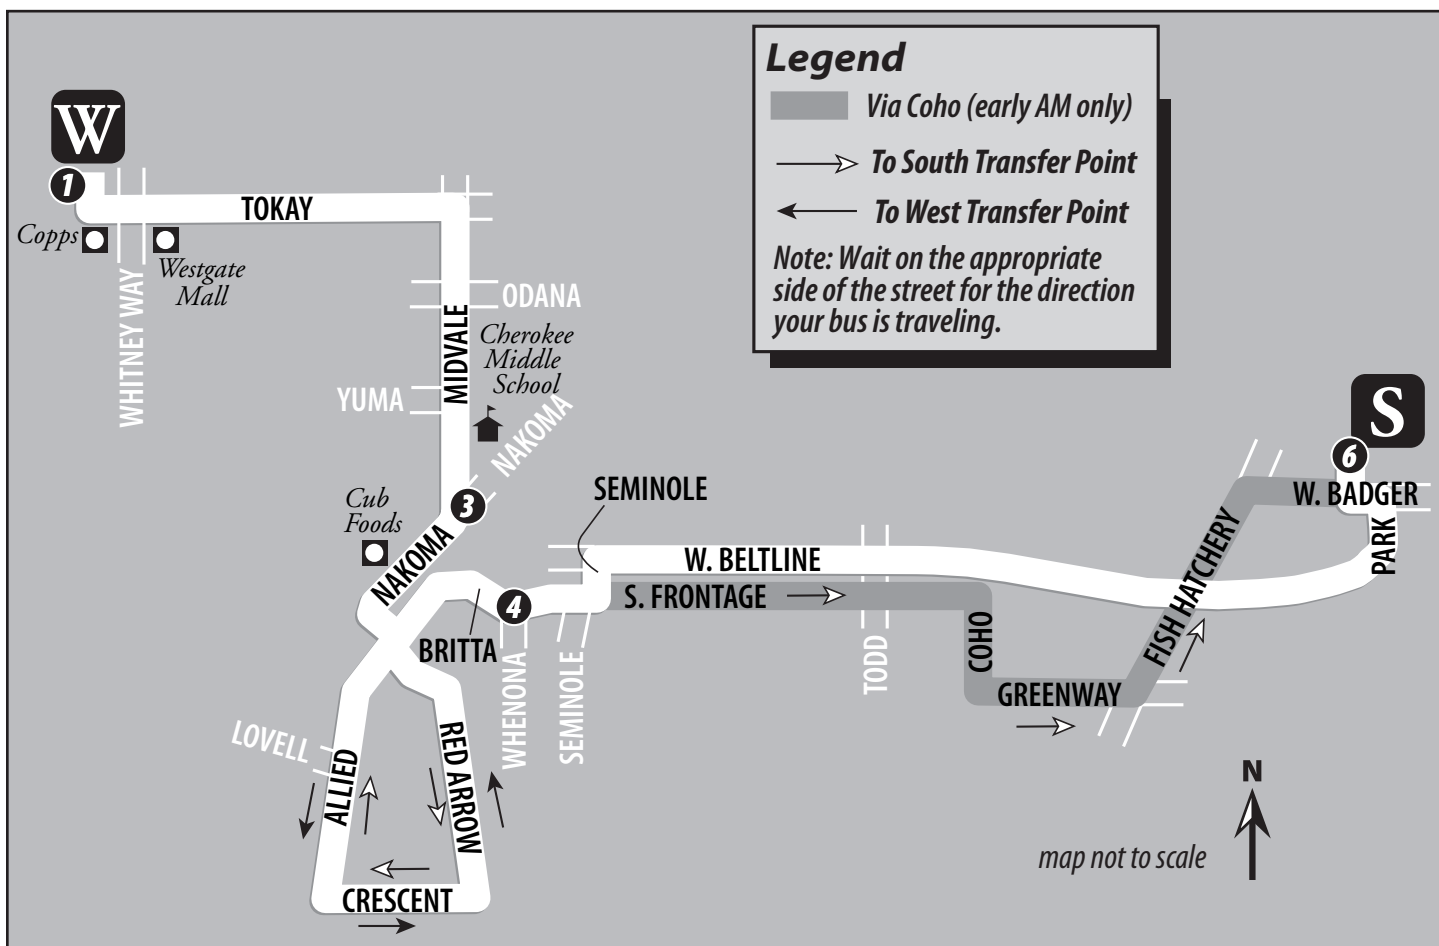 Legend
Via Coho (early AM only)
To South Transfer Point
To West Transfer Point
Note: Wait on the appropriate
side of the street for the direction
your bus is traveling.
W
1
TOKAY
Copps
Westgate
Mall
WHITNEY WAY
ODANA
MIDVALE
Cherokee
Middle
School
YUMA
NAKOMA
S
6
W. BADGER
PARK
3
Cub
Foods
NAKOMA
SEMINOLE
W. BELTLINE
S. FRONTAGE
FISH HATCHERY
4
BRITTA
WHENONA
SEMINOLE
TODD
COHO
GREENWAY
LOVELL
ALLIED
RED ARROW
CRESCENT
N
map not to scale